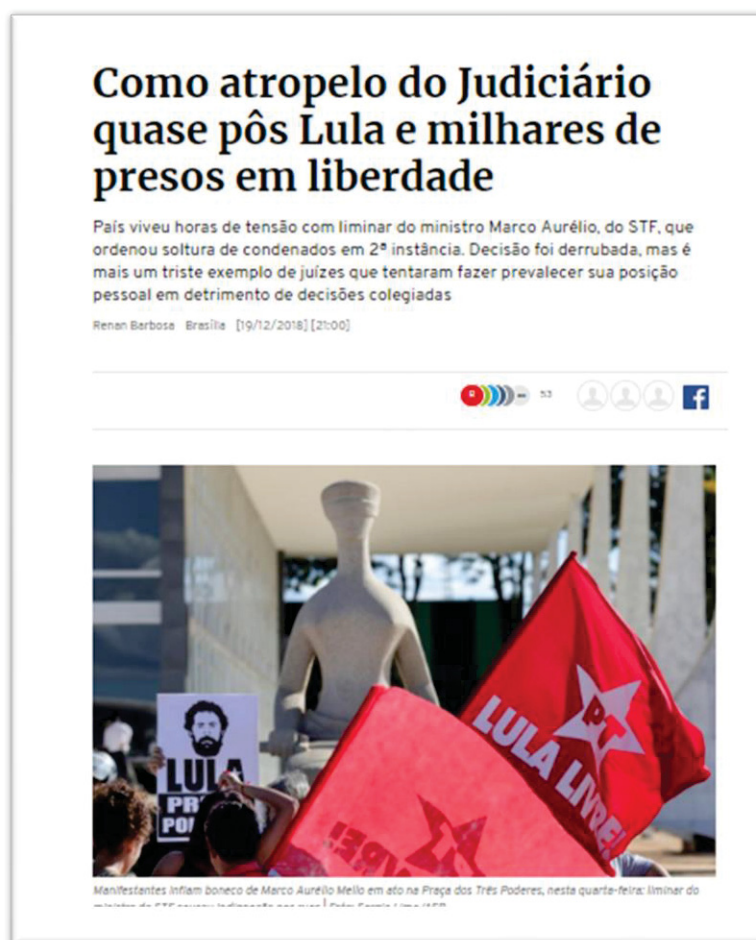 Como atropelo do Judiciário
quase pôs Lula e milhares de
presos em liberdade
País viveu horas de tensão com liminar do ministro Marco Aurélio, do STF, que
ordenou soltura de condenados em 2ª instância. Decisão foi derrubada, mas é
mais um triste exemplo de juízes que tentaram fazer prevalecer sua posição
pessoal em detrimento de decisões colegiadas
Renan Barbosa Brasília [19/12/2018] [21:00]
53
LULA
PT
LULA LIVRE!
Manifestantes inflam boneco de Marco Aurélio Mello em ato na Praça dos Três Poderes, nesta quarta-feira: liminar do